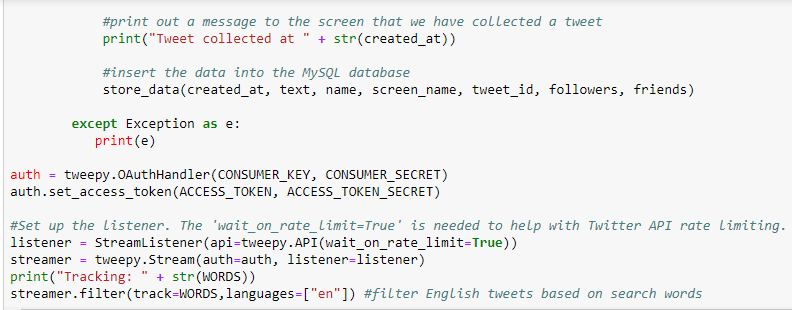 #print out a message to the screen that we have collected a tweet
print("Tweet collected at " + str(created_at))
#insert the data into the MySQL database
store_data(created_at, text, name, screen_name, tweet_id, followers, friends)
except Exception as e:
print(e)
auth = tweepy.OAuthHandler(CONSUMER_KEY, CONSUMER_SECRET)
auth.set_access_token(ACCESS_TOKEN, ACCESS_TOKEN_SECRET)
#Set up the listener. The 'wait_on_rate_limit=True' is needed to help with Twitter API rate limiting.
listener = StreamListener(api=tweepy.API(wait_on_rate_limit=True))
streamer = tweepy.Stream(auth=auth, listener=listener)
print("Tracking: " + str(WORDS))
streamer.filter(track=WORDS,languages=["en"]) #filter English tweets based on search words